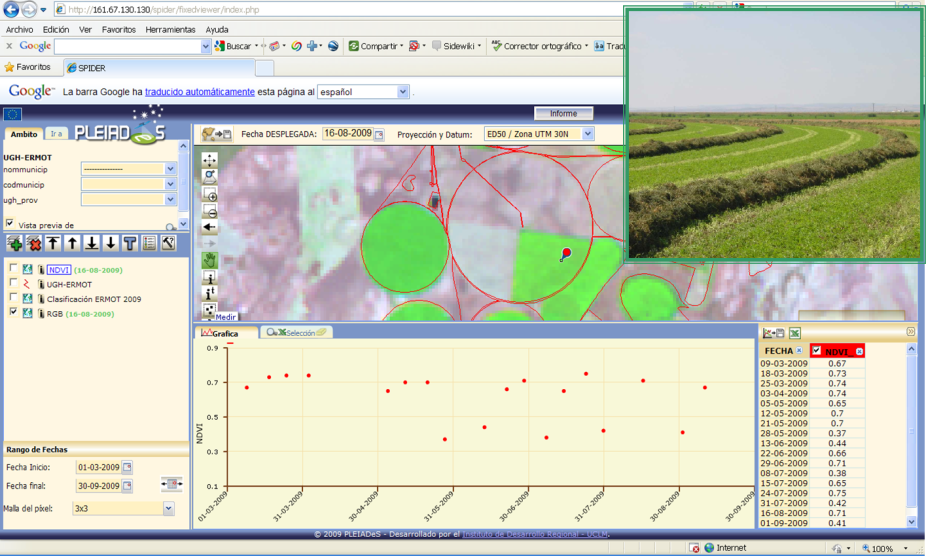 http://161.67.130.130/spider/fixedviewer/index.php
Archivo Edición Ver Favoritos Herramientas Ayuda
x Google Buscar Compartir Sidewiki Corrector ortográfico Tradu
Favoritos SPIDER
Google La barra Google ha traducido automáticamente esta página al español
Informe
Ambito Ir a PLEIADeS
Fecha DESPLEGADA: 16-08-2009 Proyección y Datum: ED50 / Zona UTM 30N
UGH-ERMOT
nommunicip
codmunicip
ugh_prov
Vista previa de
NDVI (16-08-2009)
UGH-ERMOT
Clasificación ERMOT 2009
RGB (16-08-2009)
Medir
Rango de Fechas
Fecha Inicio: 01-03-2009
Fecha final: 30-09-2009
Malla del píxel: 3x3
Grafica Selección
NDVI
0.9
0.7
0.5
0.3
0.1
01-03-2009 31-03-2009 30-04-2009 31-05-2009 30-06-2009 31-07-2009 30-08-2009 30-09-2009
FECHA NDVI
09-03-2009 0.67
18-03-2009 0.73
25-03-2009 0.74
03-04-2009 0.74
05-05-2009 0.65
12-05-2009 0.7
21-05-2009 0.7
28-05-2009 0.37
13-06-2009 0.44
22-06-2009 0.66
29-06-2009 0.71
08-07-2009 0.38
15-07-2009 0.65
24-07-2009 0.75
31-07-2009 0.42
16-08-2009 0.71
01-09-2009 0.41
© 2009 PLEIADeS - Desarrollado por el Instituto de Desarrollo Regional - UCLM.
Internet 100%